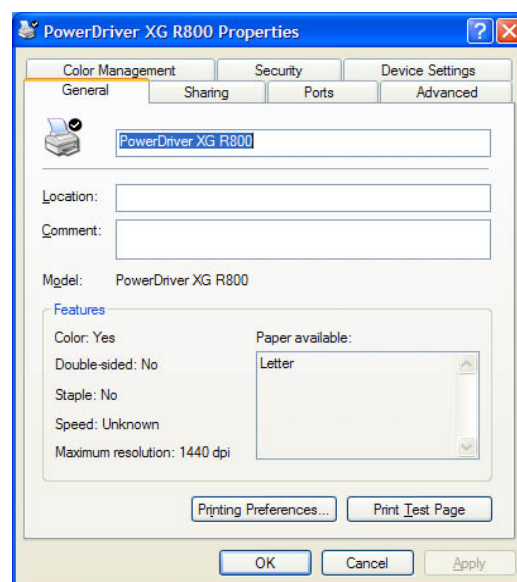 PowerDriver XG R800 Properties
Color Management Security Device Settings
General Sharing Ports Advanced
PowerDriver XG R800
Location:
Comment:
Model: PowerDriver XG R800
Features
Color: Yes Paper available:
Double-sided: No Letter
Staple: No
Speed: Unknown
Maximum resolution: 1440 dpi
Printing Preferences... Print Test Page
OK Cancel Apply